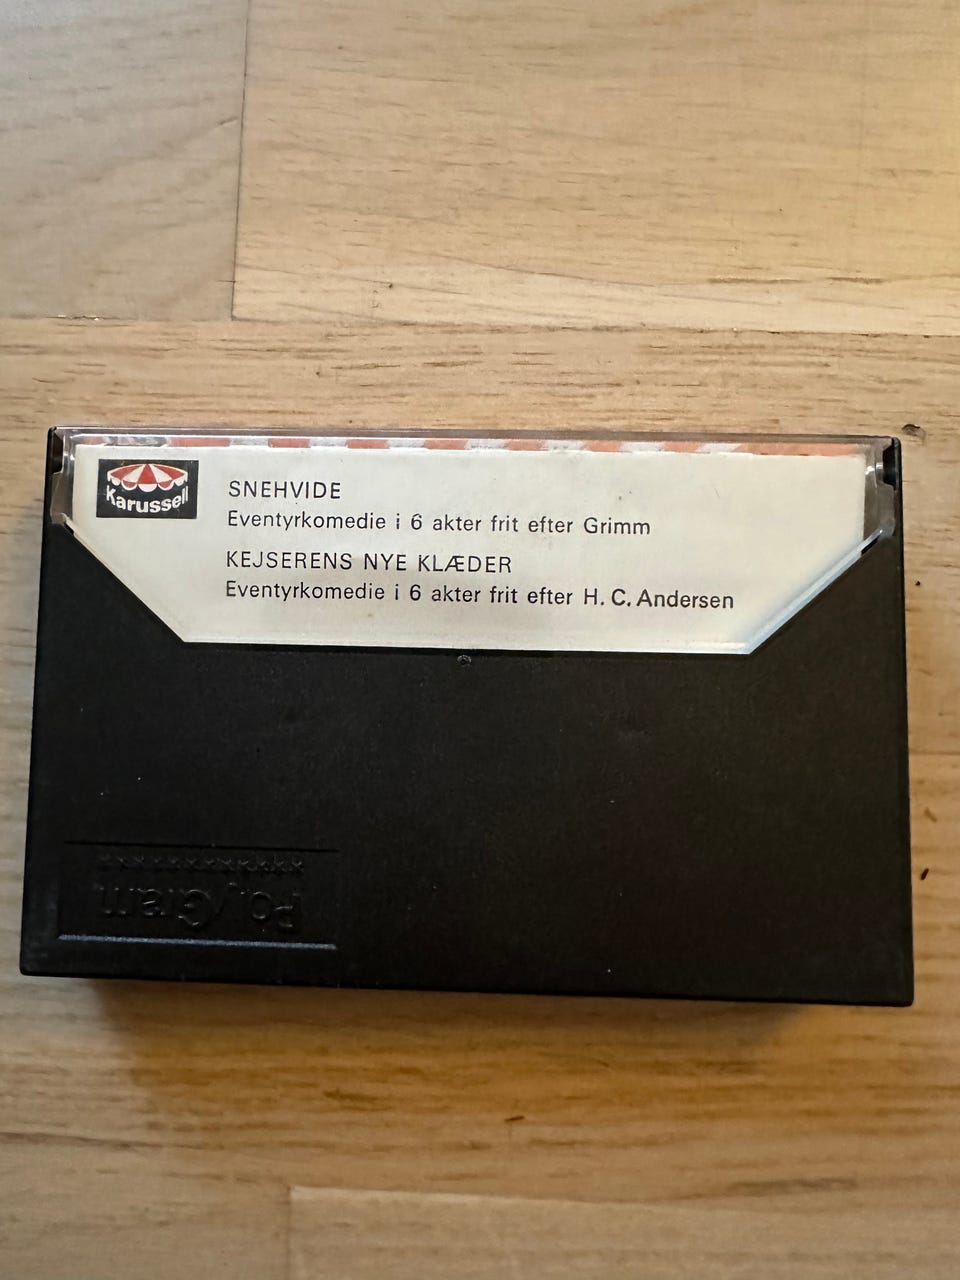 Karussell
SNEHVIDE
Eventyrkomedie i 6 akter frit efter Grimm
KEJSERENS NYE KLÆDER
Eventyrkomedie i 6 akter frit efter H. C. Andersen
PolyGram